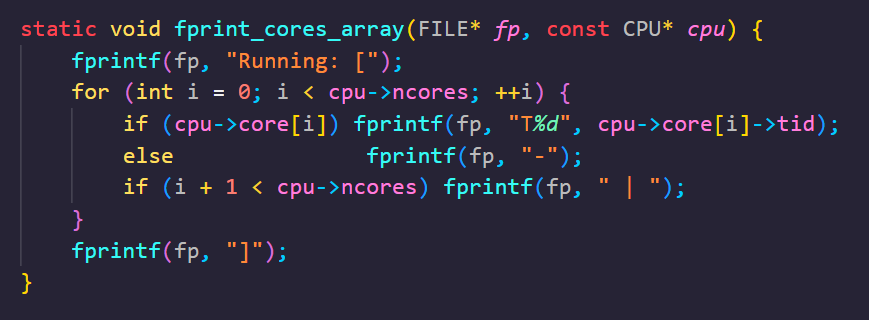 static void fprint_cores_array(FILE* fp, const CPU* cpu) {
    fprintf(fp, "Running: [");
    for (int i = 0; i < cpu->ncores; ++i) {
        if (cpu->core[i]) fprintf(fp, "T%d", cpu->core[i]->tid);
        else               fprintf(fp, "-");
        if (i + 1 < cpu->ncores) fprintf(fp, " | ");
    }
    fprintf(fp, "]");
}